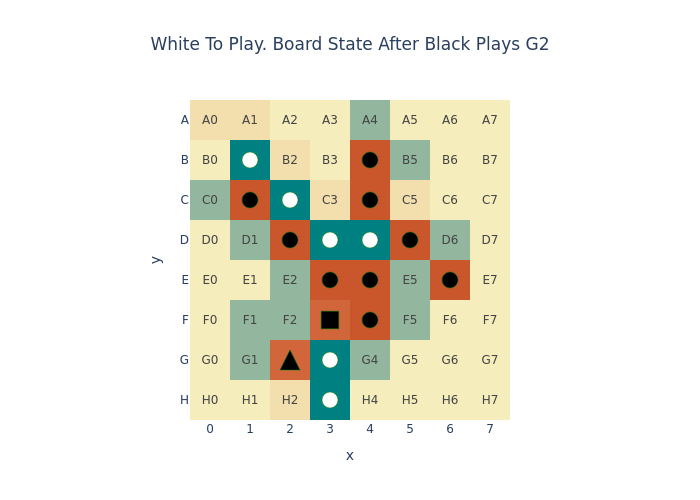 White To Play. Board State After Black Plays G2
A A0 A1 A2 A3 A4 A5 A6 A7
B B0 B2 B3 B5 B6 B7
C C0 C3 C5 C6 C7
D D0 D1 D6 D7
E E0 E1 E2 E5 E7
F F0 F1 F2 F5 F6 F7
G G0 G1 G4 G5 G6 G7
H H0 H1 H2 H4 H5 H6 H7
0 1 2 3 4 5 6 7
x
y